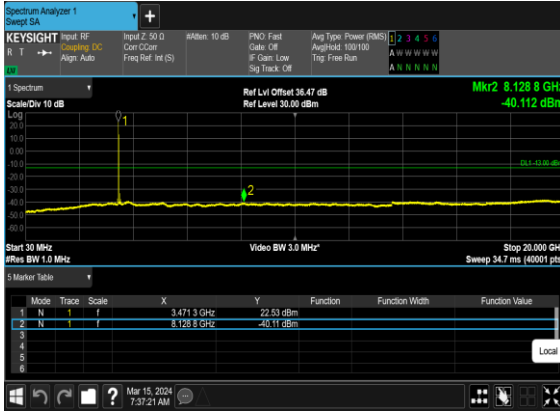 Spectrum Analyzer 1
Swept SA
+
KEYSIGHT Input: RF Input Z: 50 Ω #Atten: 10 dB PNO: Fast Avg Type: Power (RMS) 1 2 3 4 5 6
R T Coupling: DC Corr CCorr Gate: Off Avg|Hold: 100/100 A W W W W W
Align: Auto Freq Ref: Int (S) IF Gain: Low Trig: Free Run
Sig Track: Off A N N N N N
1 Spectrum Ref Lvl Offset 36.47 dB Mkr2 8.128 8 GHz
Scale/Div 10 dB Ref Level 30.00 dBm -40.112 dBm
Log
20.0
10.0
0.00
-10.0
-20.0
-30.0
-40.0
-50.0
-60.0
1
2
DL1 -13.00 dBm
Start 30 MHz Video BW 3.0 MHz* Stop 20.000 GH
#Res BW 1.0 MHz Sweep 34.7 ms (40001 pts
5 Marker Table
Mode Trace Scale X Y Function Function Width Function Value
1 N 1 f 3.471 3 GHz 22.53 dBm
2 N 1 f 8.128 8 GHz -40.11 dBm
3
4
5
6
Local
? Mar 15, 2024
7:37:21 AM